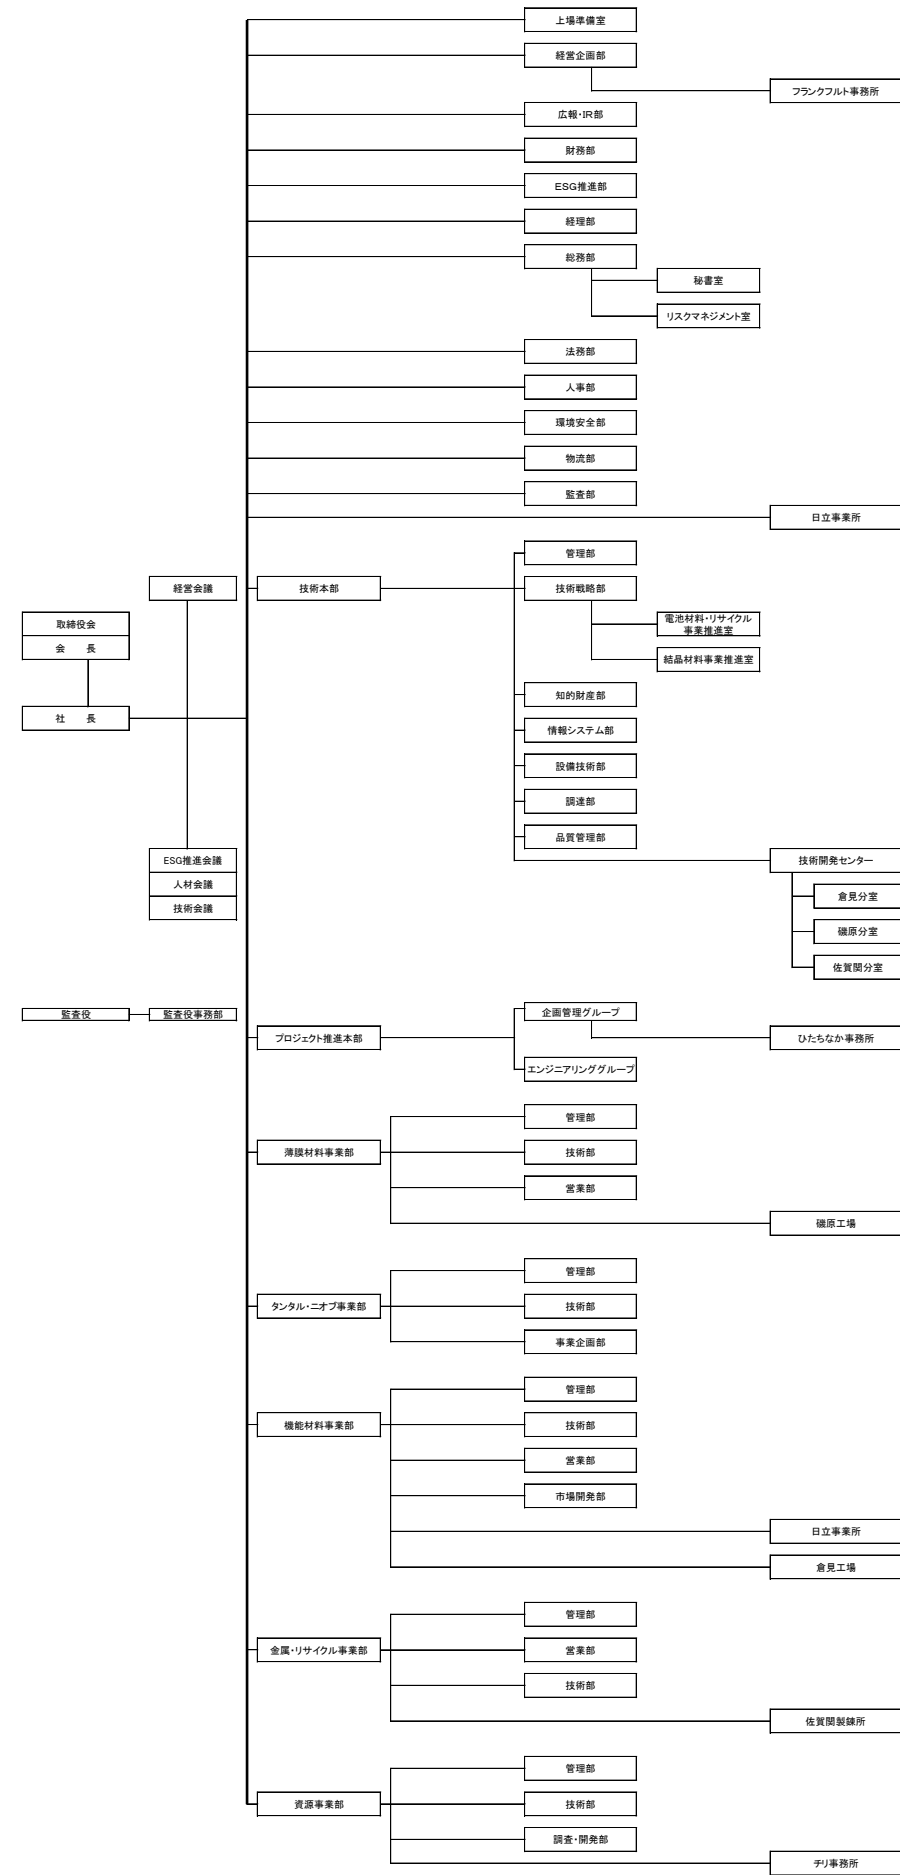 上場準備室
経営企画部
フランクフルト事務所
広報・IR部
財務部
ESG推進部
経理部
総務部
秘書室
リスクマネジメント室
法務部
人事部
環境安全部
物流部
監査部
日立事業所
管理部
経営会議
技術本部
技術戦略部
取締役会
会　長
電池材料・リサイクル
事業推進室
結晶材料事業推進室
知的財産部
社　長
情報システム部
設備技術部
調達部
品質管理部
ESG推進会議
人材会議
技術会議
技術開発センター
倉見分室
磯原分室
佐賀関分室
監査役
監査役事務部
企画管理グループ
プロジェクト推進本部
ひたちなか事務所
エンジニアリンググループ
管理部
薄膜材料事業部
技術部
営業部
磯原工場
管理部
タンタル・ニオブ事業部
技術部
事業企画部
管理部
機能材料事業部
技術部
営業部
市場開発部
日立事業所
倉見工場
管理部
金属・リサイクル事業部
営業部
技術部
佐賀関製錬所
管理部
資源事業部
技術部
調査・開発部
チリ事務所